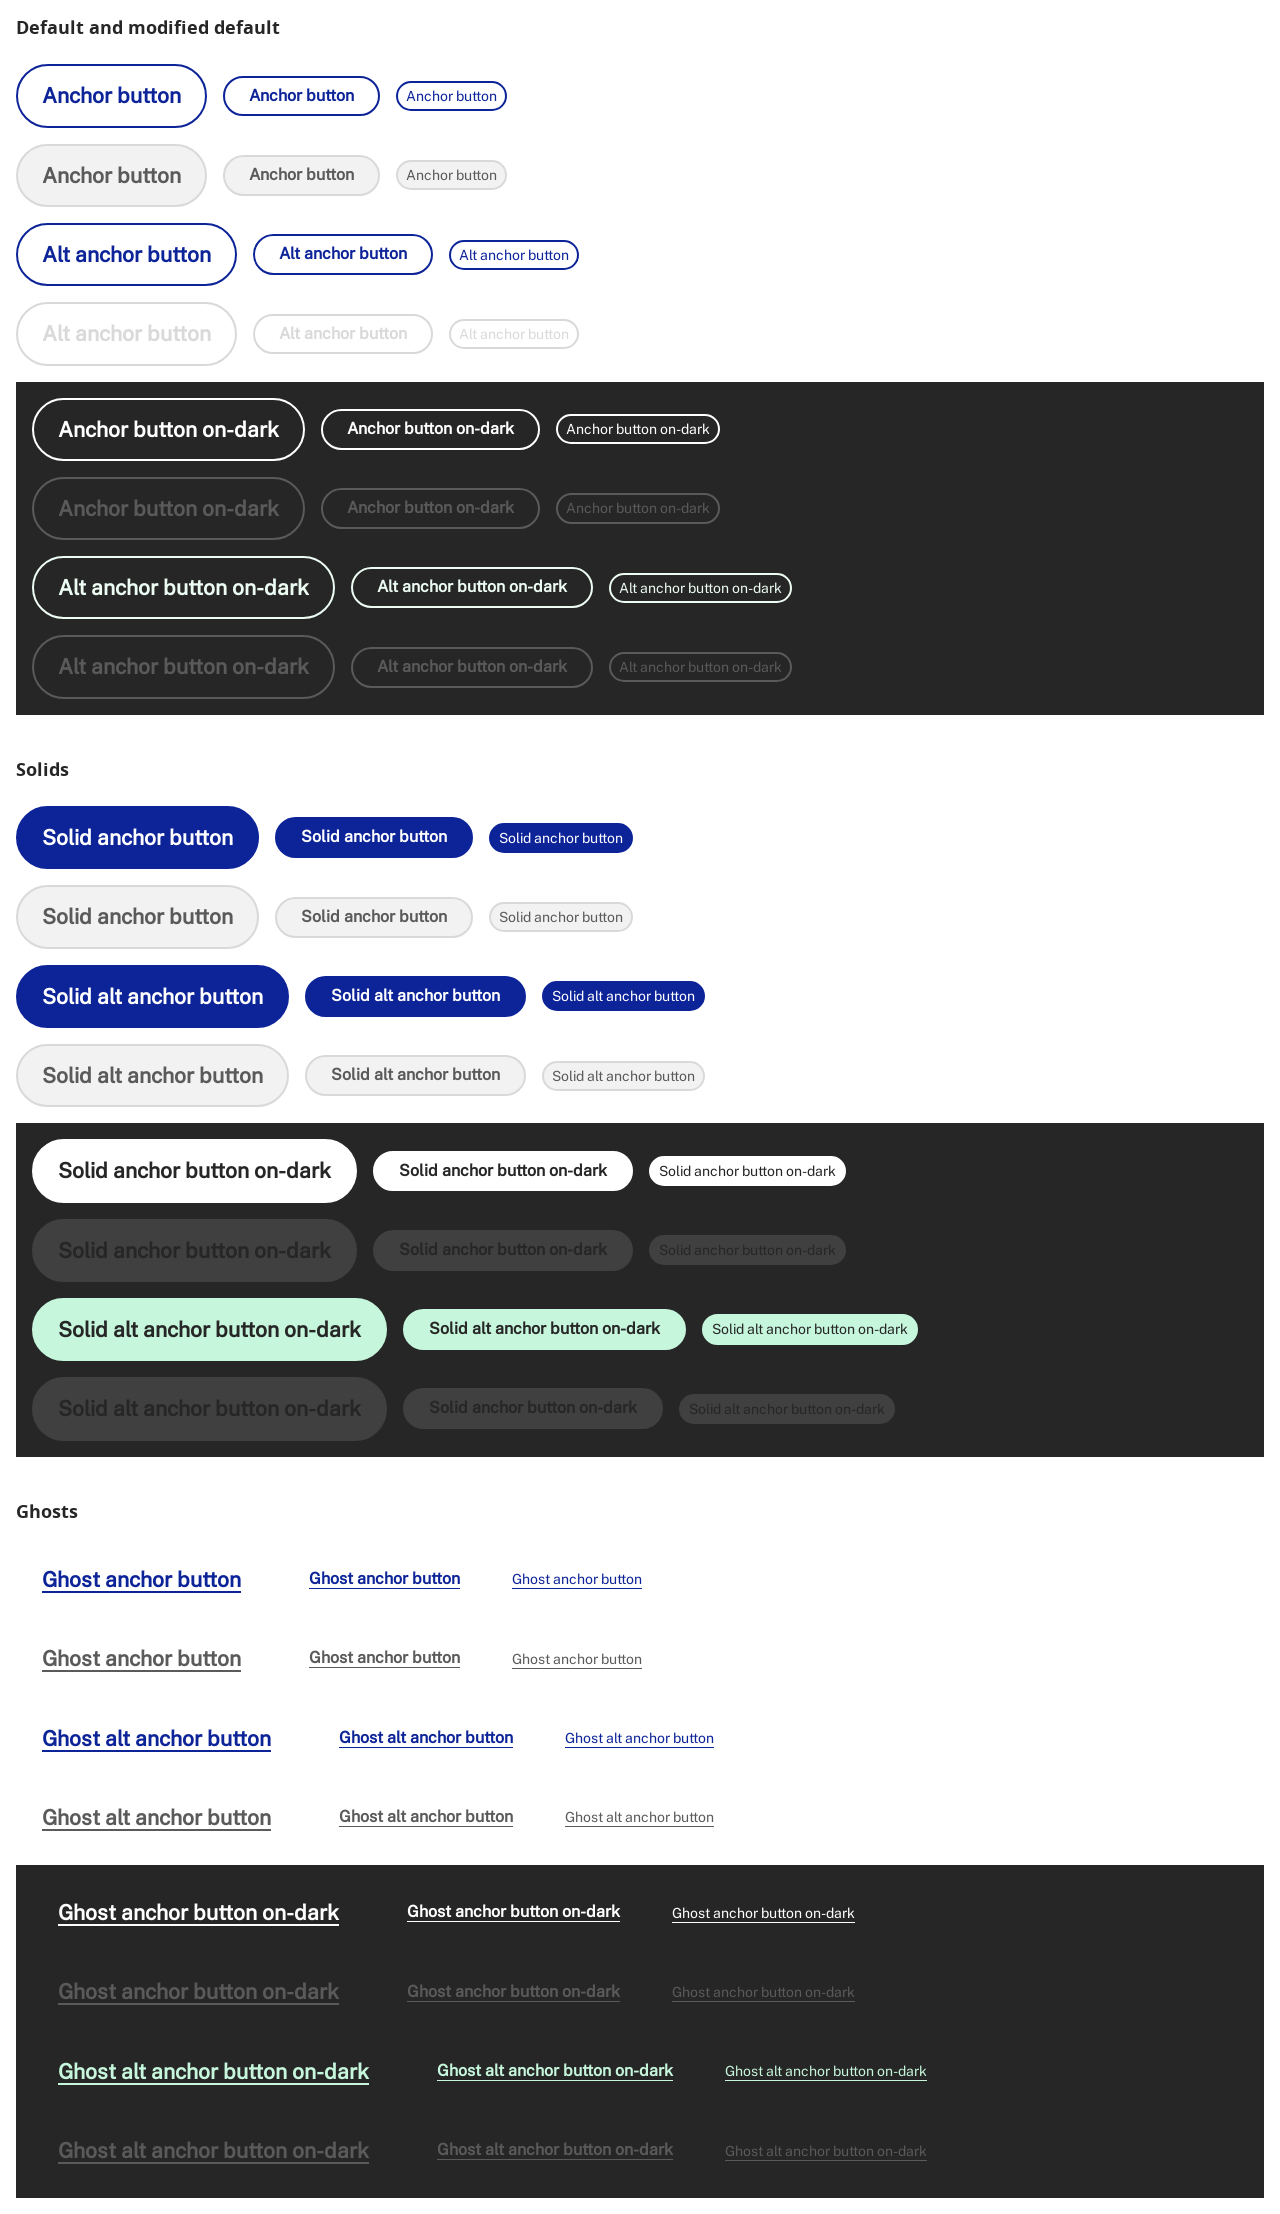 Default and modified default
Anchor button Anchor button Anchor button
Anchor button Anchor button Anchor button
Alt anchor button Alt anchor button Alt anchor button
Alt anchor button Alt anchor button Alt anchor button
Anchor button on-dark Anchor button on-dark Anchor button on-dark
Anchor button on-dark Anchor button on-dark Anchor button on-dark
Alt anchor button on-dark Alt anchor button on-dark Alt anchor button on-dark
Alt anchor button on-dark Alt anchor button on-dark Alt anchor button on-dark
Solids
Solid anchor button Solid anchor button Solid anchor button
Solid anchor button Solid anchor button Solid anchor button
Solid alt anchor button Solid alt anchor button Solid alt anchor button
Solid alt anchor button Solid alt anchor button Solid alt anchor button
Solid anchor button on-dark Solid anchor button on-dark Solid anchor button on-dark
Solid anchor button on-dark Solid anchor button on-dark Solid anchor button on-dark
Solid alt anchor button on-dark Solid alt anchor button on-dark Solid alt anchor button on-dark
Solid alt anchor button on-dark Solid anchor button on-dark Solid alt anchor button on-dark
Ghosts
Ghost anchor button Ghost anchor button Ghost anchor button
Ghost anchor button Ghost anchor button Ghost anchor button
Ghost alt anchor button Ghost alt anchor button Ghost alt anchor button
Ghost alt anchor button Ghost alt anchor button Ghost alt anchor button
Ghost anchor button on-dark Ghost anchor button on-dark Ghost anchor button on-dark
Ghost anchor button on-dark Ghost anchor button on-dark Ghost anchor button on-dark
Ghost alt anchor button on-dark Ghost alt anchor button on-dark Ghost alt anchor button on-dark
Ghost alt anchor button on-dark Ghost alt anchor button on-dark Ghost alt anchor button on-dark